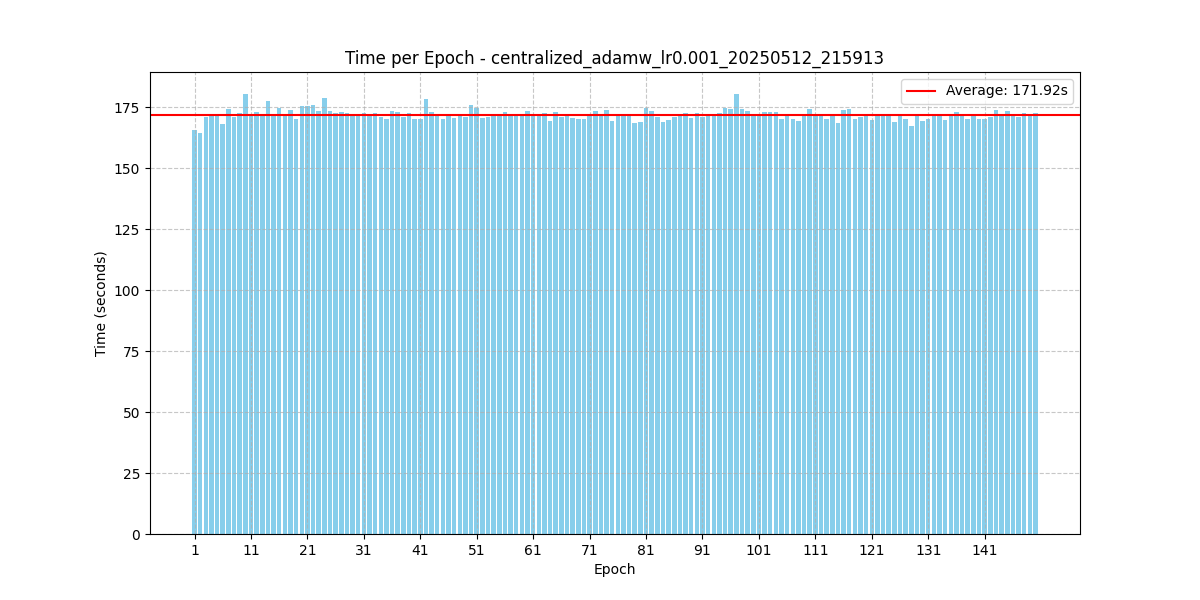 Time per Epoch - centralized_adamw_lr0.001_20250512_215913
Average: 171.92s
175
150
125
100
75
50
25
0
Time (seconds)
1 11 21 31 41 51 61 71 81 91 101 111 121 131 141
Epoch